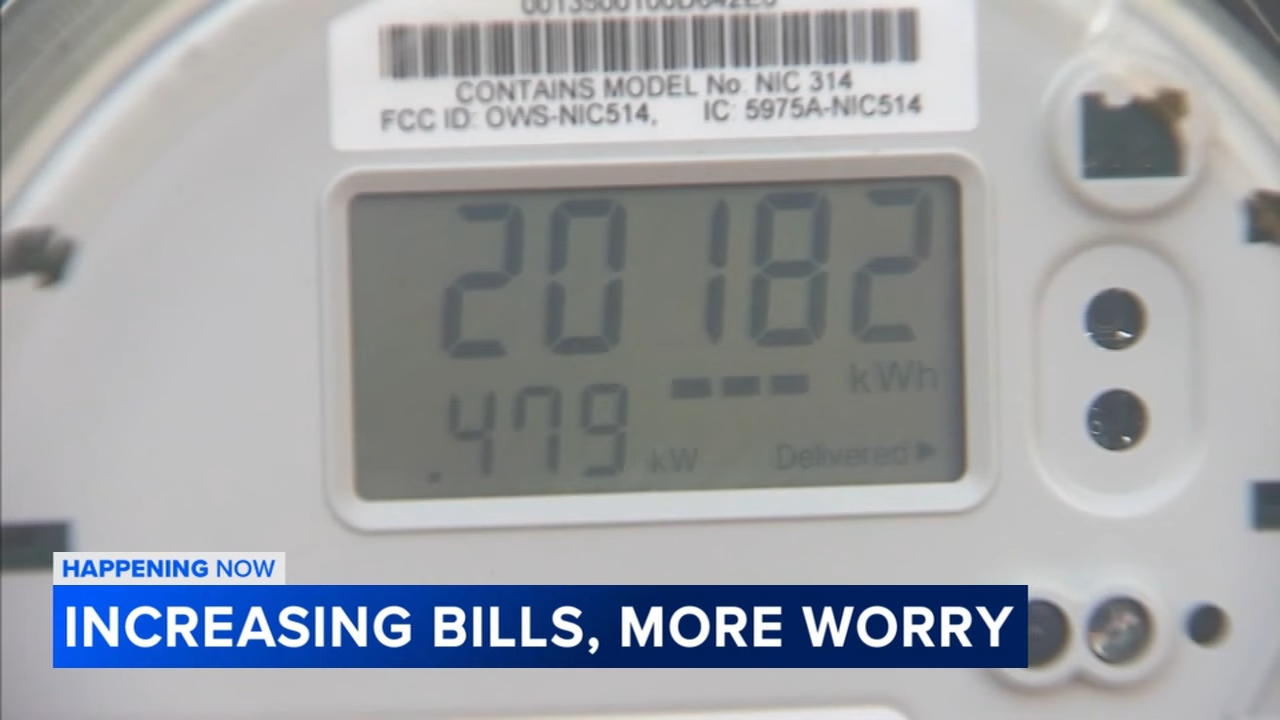 CONTAINS MODEL No: NIC 314
FCC ID: OWS-NIC514, IC: 5975A-NIC514
20182
kWh
.479 kW
Delivered
HAPPENING NOW
INCREASING BILLS, MORE WORRY